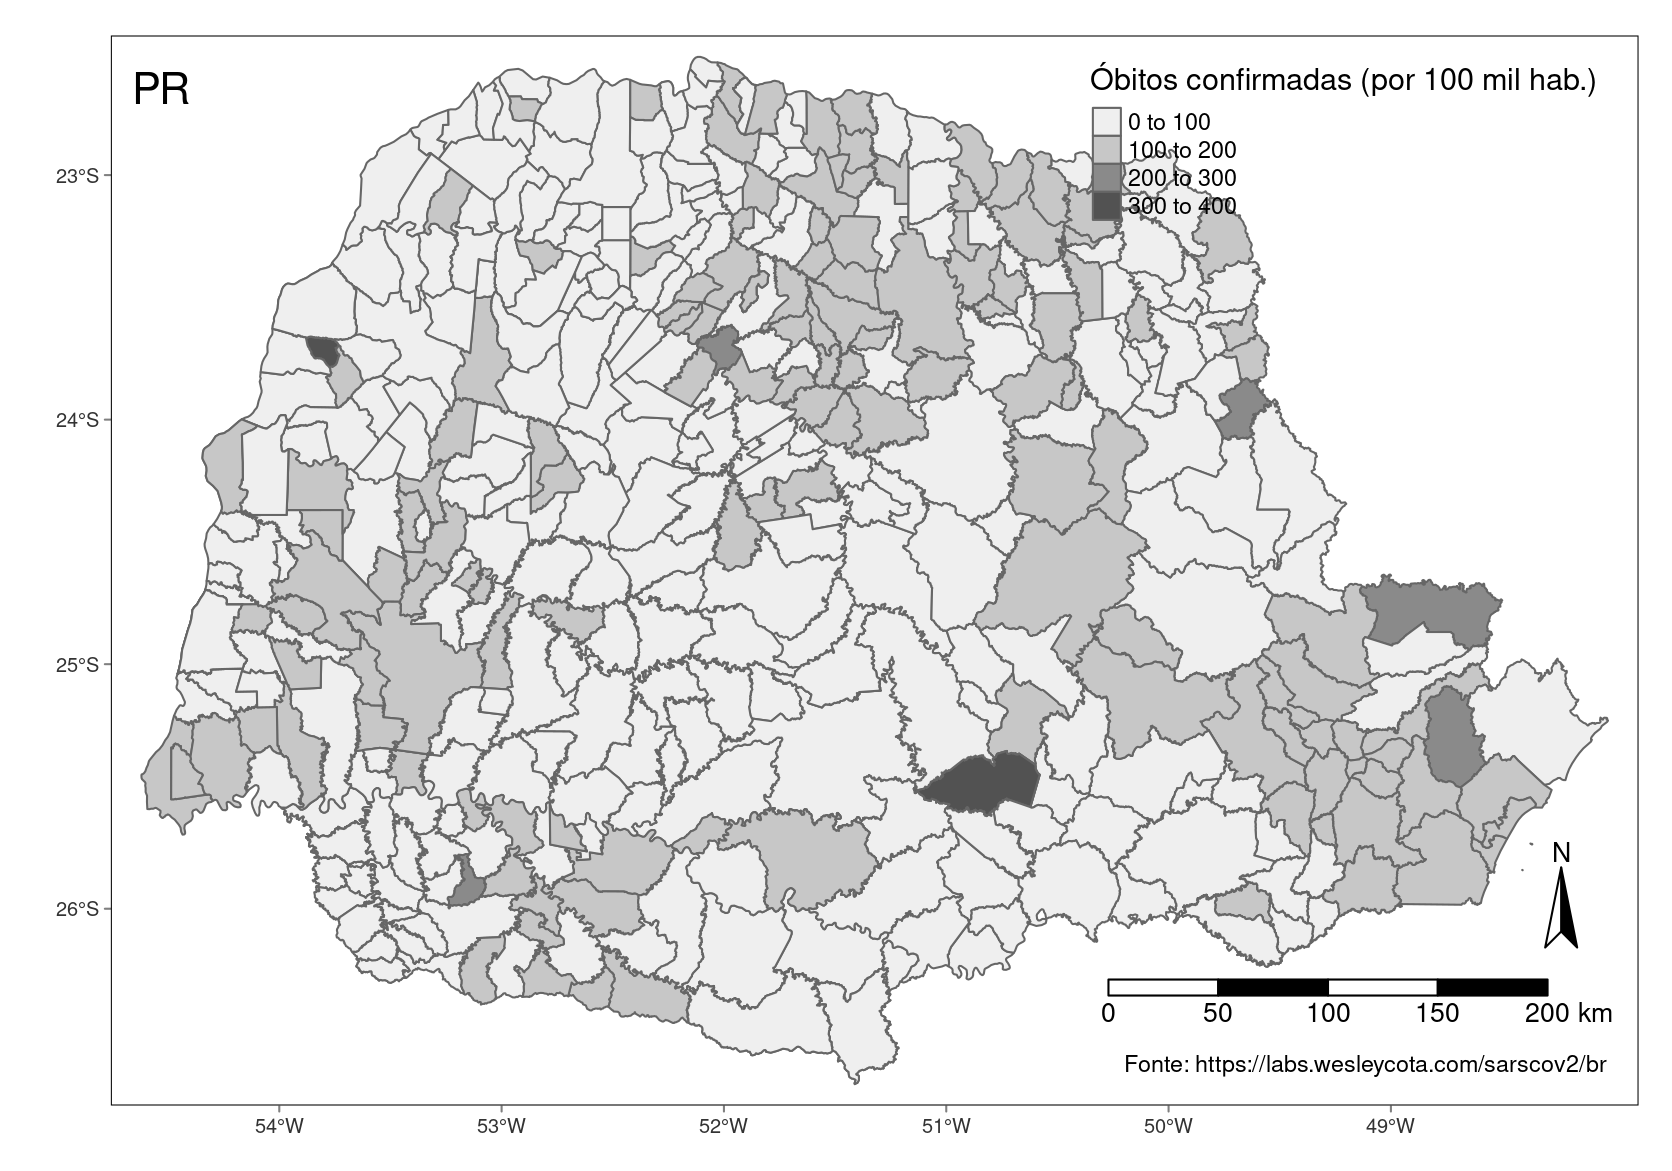 PR
Óbitos confirmadas (por 100 mil hab.)
0 to 100
100 to 200
200 to 300
300 to 400
23°S
24°S
25°S
26°S
N
0 50 100 150 200 km
Fonte: https://labs.wesleycota.com/sarscov2/br
54°W 53°W 52°W 51°W 50°W 49°W